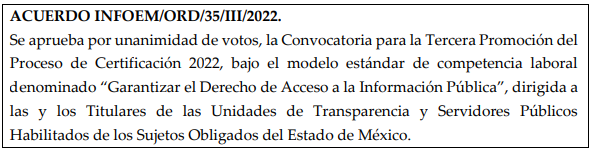 ACUERDO INFOEM/ORD/35/III/2022.
Se aprueba por unanimidad de votos, la Convocatoria para la Tercera Promoción del
Proceso de Certificación 2022, bajo el modelo estándar de competencia laboral
denominado “Garantizar el Derecho de Acceso a la Información Pública”, dirigida a
las y los Titulares de las Unidades de Transparencia y Servidores Públicos
Habilitados de los Sujetos Obligados del Estado de México.